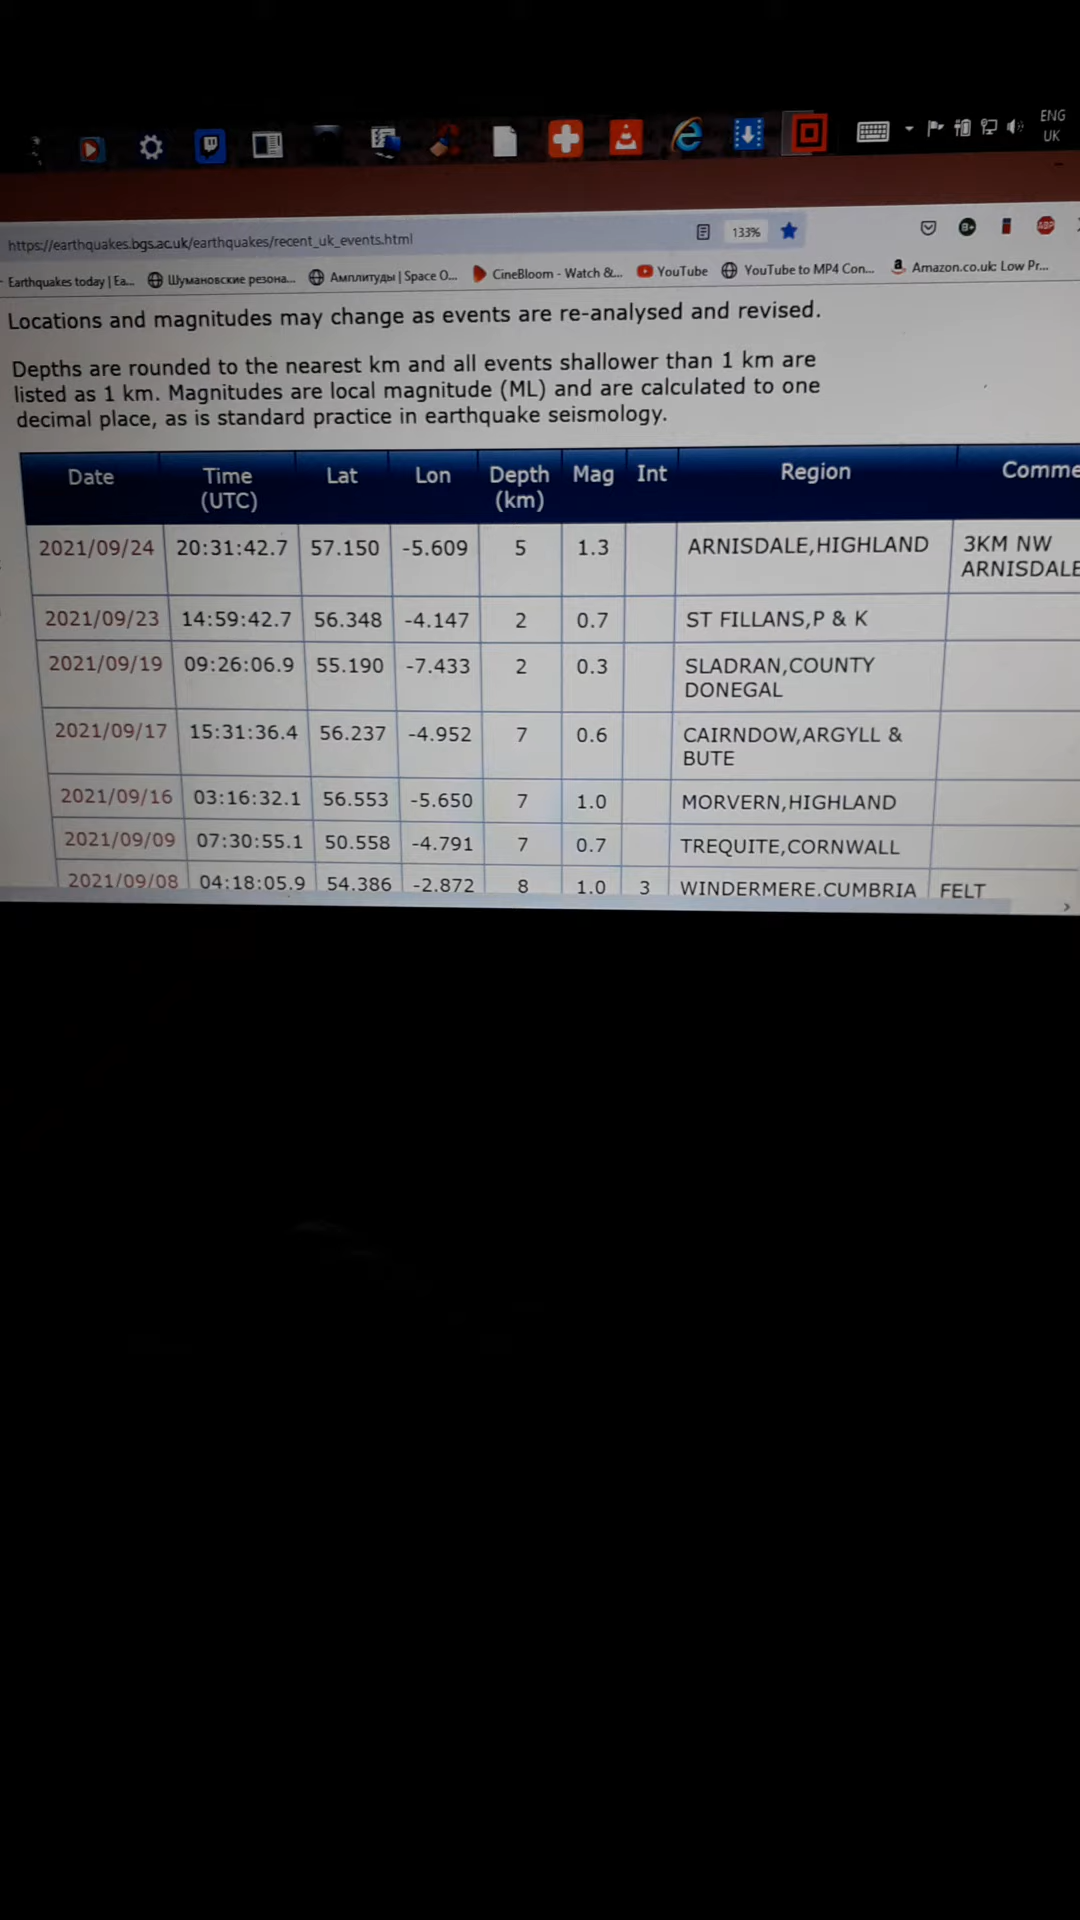 ENG
UK
https://earthquakes.bgs.ac.uk/earthquakes/recent_uk_events.html
133%
Earthquakes today | Ea...
Шумановские резона...
Амплитуды | Space O...
CineBloom - Watch &...
YouTube
YouTube to MP4 Con...
Amazon.co.uk: Low Pr...
Locations and magnitudes may change as events are re-analysed and revised.
Depths are rounded to the nearest km and all events shallower than 1 km are
listed as 1 km. Magnitudes are local magnitude (ML) and are calculated to one
decimal place, as is standard practice in earthquake seismology.
Date Time (UTC) Lat Lon Depth (km) Mag Int Region Comme
2021/09/24 20:31:42.7 57.150 -5.609 5 1.3 ARNISDALE,HIGHLAND 3KM NW
ARNISDALE
2021/09/23 14:59:42.7 56.348 -4.147 2 0.7 ST FILLANS,P & K
2021/09/19 09:26:06.9 55.190 -7.433 2 0.3 SLADRAN,COUNTY
DONEGAL
2021/09/17 15:31:36.4 56.237 -4.952 7 0.6 CAIRNDOW,ARGYLL &
BUTE
2021/09/16 03:16:32.1 56.553 -5.650 7 1.0 MORVERN,HIGHLAND
2021/09/09 07:30:55.1 50.558 -4.791 7 0.7 TREQUITE,CORNWALL
2021/09/08 04:18:05.9 54.386 -2.872 8 1.0 3 WINDERMERE,CUMBRIA FELT